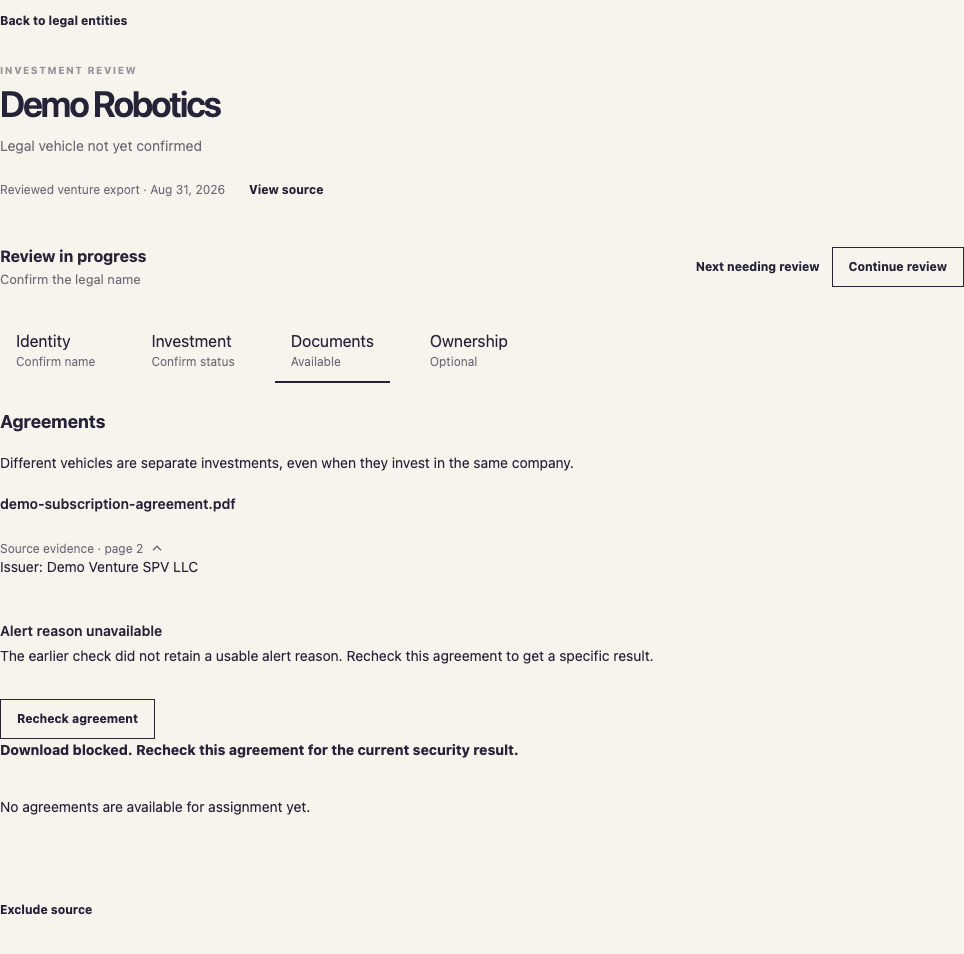 Back to legal entities
INVESTMENT REVIEW
Demo Robotics
Legal vehicle not yet confirmed
Reviewed venture export · Aug 31, 2026 View source
Review in progress
Confirm the legal name
Next needing review Continue review
Identity Investment Documents Ownership
Confirm name Confirm status Available Optional
Agreements
Different vehicles are separate investments, even when they invest in the same company.
demo-subscription-agreement.pdf
Source evidence · page 2
Issuer: Demo Venture SPV LLC
Alert reason unavailable
The earlier check did not retain a usable alert reason. Recheck this agreement to get a specific result.
Recheck agreement
Download blocked. Recheck this agreement for the current security result.
No agreements are available for assignment yet.
Exclude source